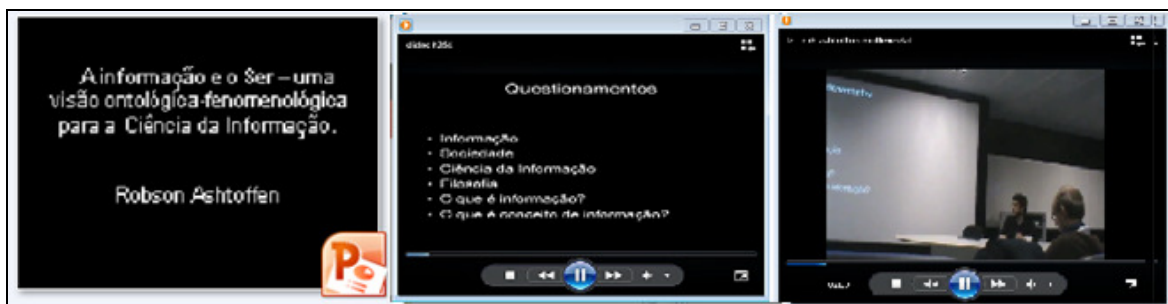 A informação e o Ser – uma
visão ontológica-fenomenológica
para a Ciência da Informação.
Robson Ashtoffen
Questionamentos
• Informação
• Sociedade
• Ciência da Informação
• Filosofia
• O que é informação?
• O que é conceito de informação?